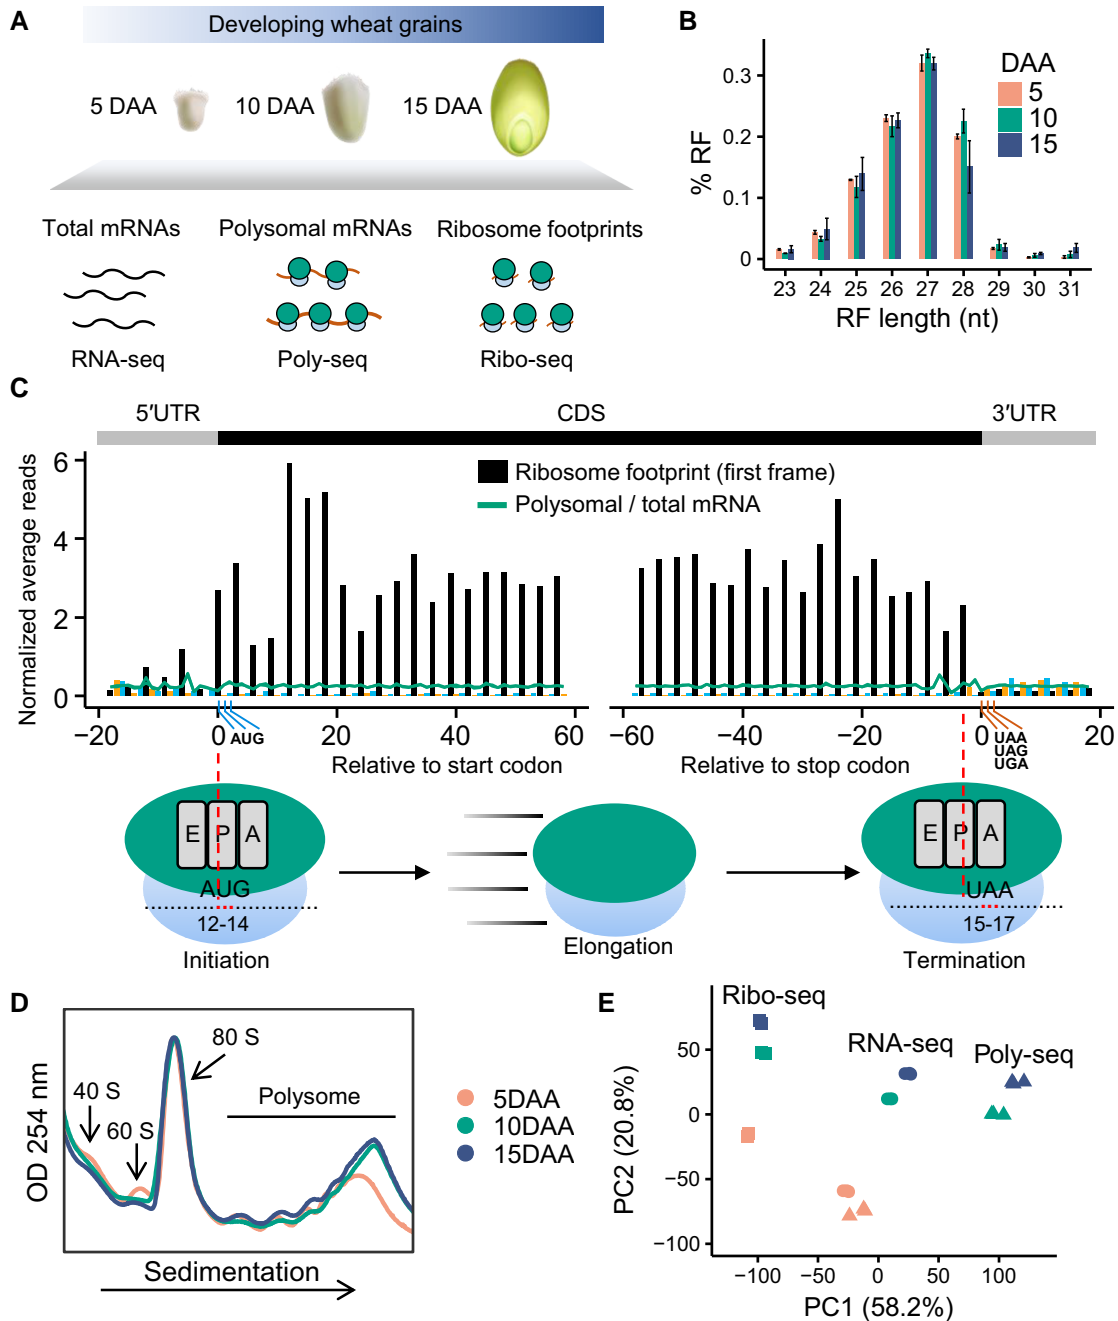 A
Developing wheat grains
5 DAA
10 DAA
15 DAA
Total mRNAs
Polysomal mRNAs
Ribosome footprints
RNA-seq
Poly-seq
Ribo-seq
B
% RF
0.3
0.2
0.1
0
DAA
5
10
15
23 24 25 26 27 28 29 30 31
RF length (nt)
C
5′UTR
CDS
3′UTR
Normalized average reads
6
4
2
0
Ribosome footprint (first frame)
Polysomal / total mRNA
−20 0 20 40 60
AUG
Relative to start codon
−60 −40 −20 0 20
UAA
UAG
UGA
Relative to stop codon
E P A
AUG
12-14
Initiation
Elongation
E P A
UAA
15-17
Termination
D
OD 254 nm
40 S
60 S
80 S
Polysome
Sedimentation
5DAA
10DAA
15DAA
E
PC2 (20.8%)
50
0
−50
−100
Ribo-seq
RNA-seq
Poly-seq
−100 −50 0 50 100
PC1 (58.2%)